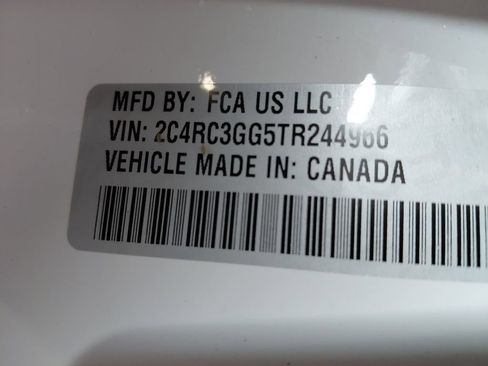 MFD BY: FCA US LLC
VIN: 2C4RC3GG5TR244966
VEHICLE MADE IN: CANADA